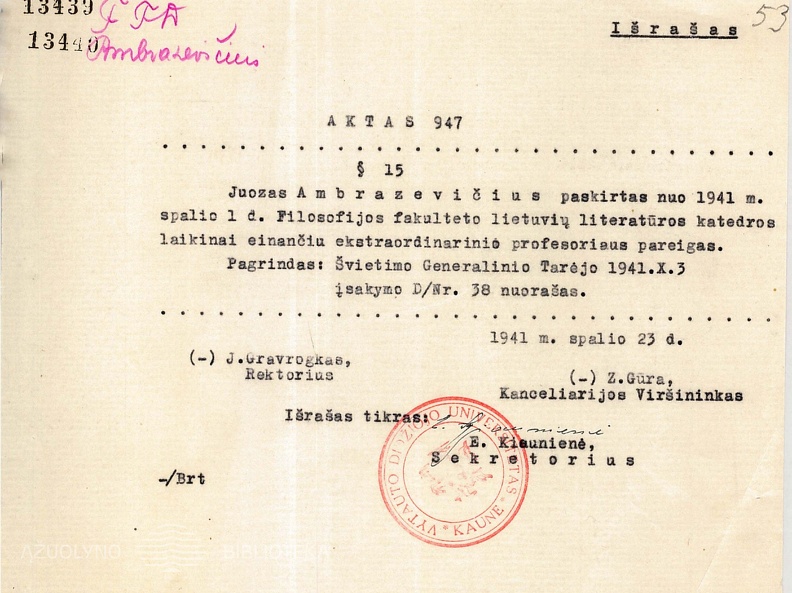 13439
13440
Ambrazevičius
53
Išrašas
AKTAS 947
§ 15
Juozas Ambrazevičius paskirtas nuo 1941 m.
spalio 1 d. Filosofijos fakulteto lietuvių literatūros katedros
laikinai einančiu ekstraordinarinio profesoriaus pareigas.
Pagrindas: Švietimo Generalinio Tarėjo 1941.X.3
įsakymo D/Nr. 38 nuorašas.
1941 m. spalio 23 d.
(-) J.Gravrogkas,
Rektorius
(-) Z.Gūra,
Kanceliarijos Viršininkas
Išrašas tikras:
E. Kiaunienė,
Sekretorius
-/Brt
VYTAUTO DIDŽIOJO UNIVERSITETAS * KAUNE *
ĄŽUOLYNO BIBLIOTEKA